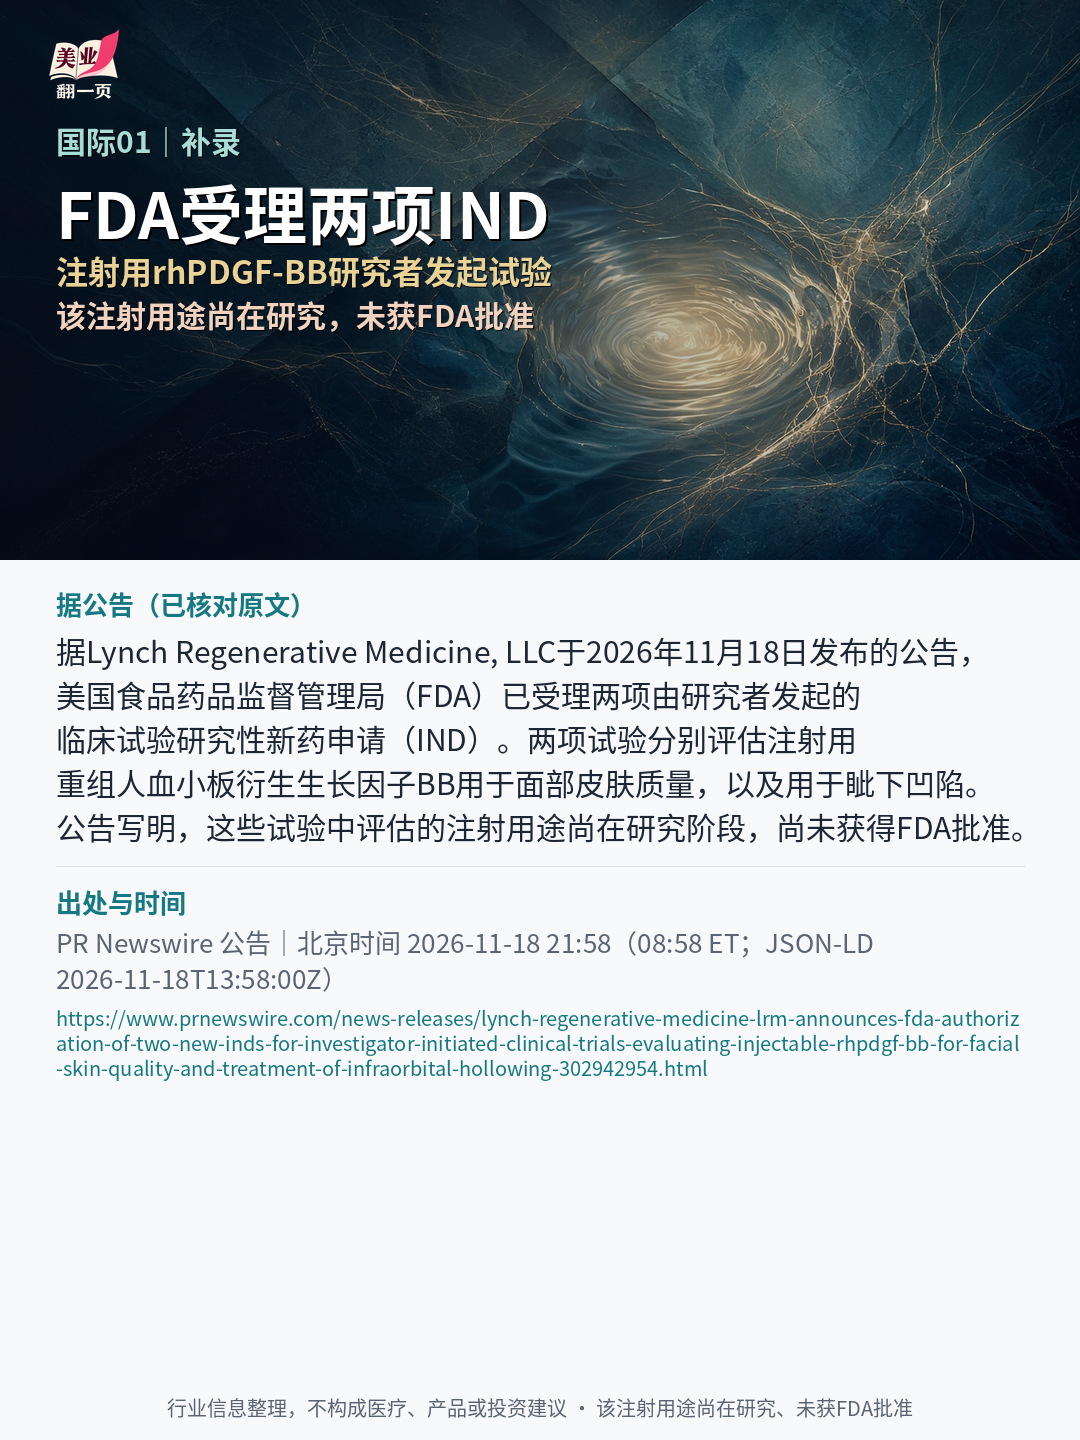 美业
翻一页
国际01｜补录
FDA受理两项IND
注射用rhPDGF-BB研究者发起试验
该注射用途尚在研究，未获FDA批准
据公告（已核对原文）
据Lynch Regenerative Medicine, LLC于2026年11月18日发布的公告，
美国食品药品监督管理局（FDA）已受理两项由研究者发起的
临床试验研究性新药申请（IND）。两项试验分别评估注射用
重组人血小板衍生生长因子BB用于面部皮肤质量，以及用于眦下凹陷。
公告写明，这些试验中评估的注射用途尚在研究阶段，尚未获得FDA批准。
出处与时间
PR Newswire 公告｜北京时间 2026-11-18 21:58（08:58 ET；JSON-LD
2026-11-18T13:58:00Z）
https://www.prnewswire.com/news-releases/lynch-regenerative-medicine-lrm-announces-fda-authoriz
ation-of-two-new-inds-for-investigator-initiated-clinical-trials-evaluating-injectable-rhpdgf-bb-for-facial
-skin-quality-and-treatment-of-infraorbital-hollowing-302942954.html
行业信息整理，不构成医疗、产品或投资建议 · 该注射用途尚在研究、未获FDA批准